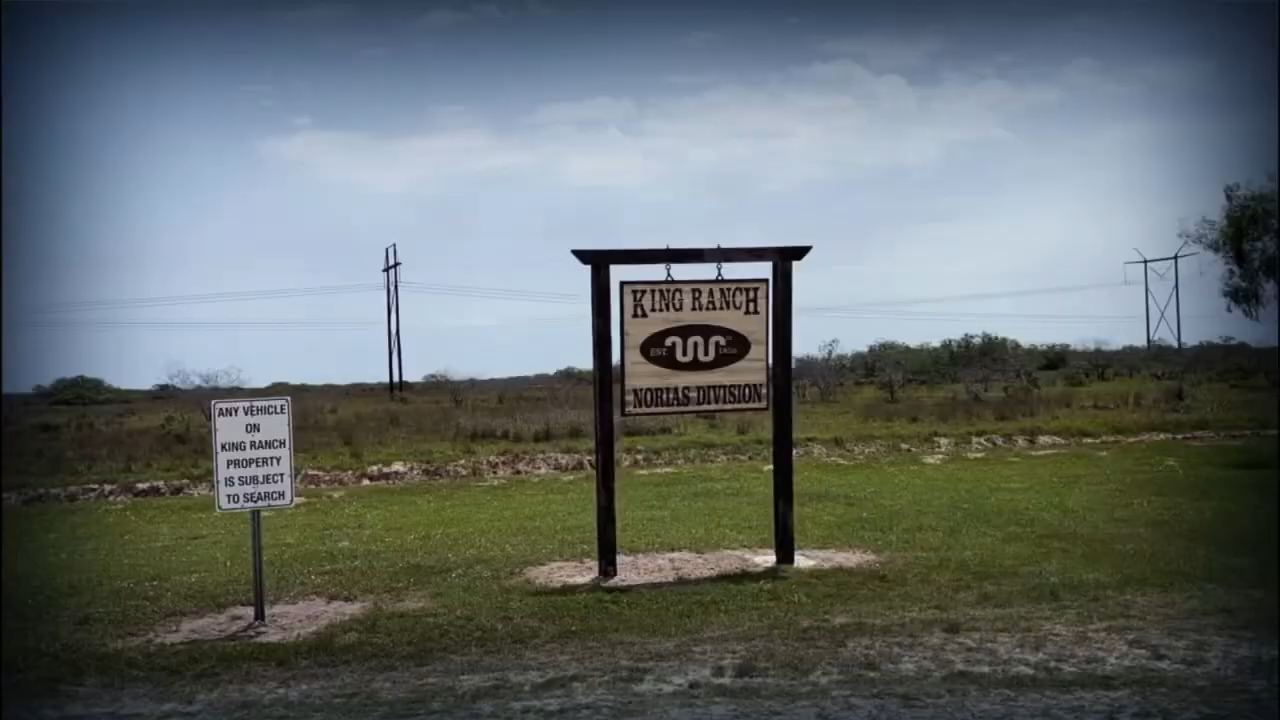 ANY VEHICLE
ON
KING RANCH
PROPERTY
IS SUBJECT
TO SEARCH
KING RANCH
EST. 1853
NORIAS DIVISION